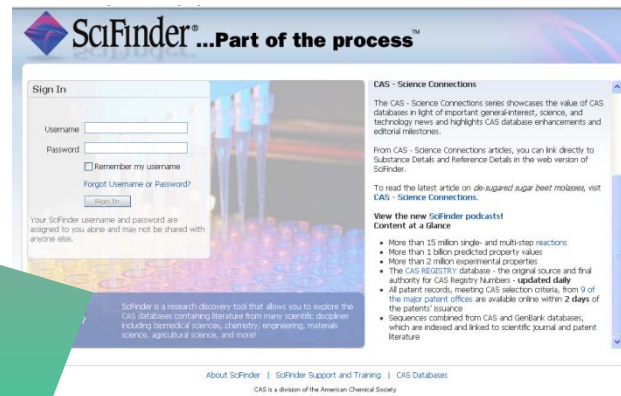 SciFinder® ...Part of the process™
Sign In
Username
Password
Remember my username
Forgot Username or Password?
Sign In
Your SciFinder username and password are
assigned to you alone and may not be shared with
anyone else.
?
SciFinder is a research discovery tool that allows you to explore the
CAS databases containing literature from many scientific disciplines
including biomedical sciences, chemistry, engineering, materials
science, agricultural science, and more!
CAS - Science Connections
The CAS - Science Connections series showcases the value of CAS
databases in light of important general-interest, science, and
technology news and highlights CAS database enhancements and
editorial milestones.
From CAS - Science Connections articles, you can link directly to
Substance Details and Reference Details in the web version of
SciFinder.
To read the latest article on de-sugared sugar beet molasses, visit
CAS - Science Connections.
View the new SciFinder podcasts!
Content at a Glance
• More than 15 million single- and multi-step reactions
• More than 1 billion predicted property values
• More than 2 million experimental properties
• The CAS REGISTRY database - the original source and final
authority for CAS Registry Numbers - updated daily
• All patent records, meeting CAS selection criteria, from 9 of
the major patent offices are available online within 2 days of
the patents' issuance
• Sequences combined from CAS and GenBank databases,
which are indexed and linked to scientific journal and patent
literature
About SciFinder | SciFinder Support and Training | CAS Databases
CAS is a division of the American Chemical Society